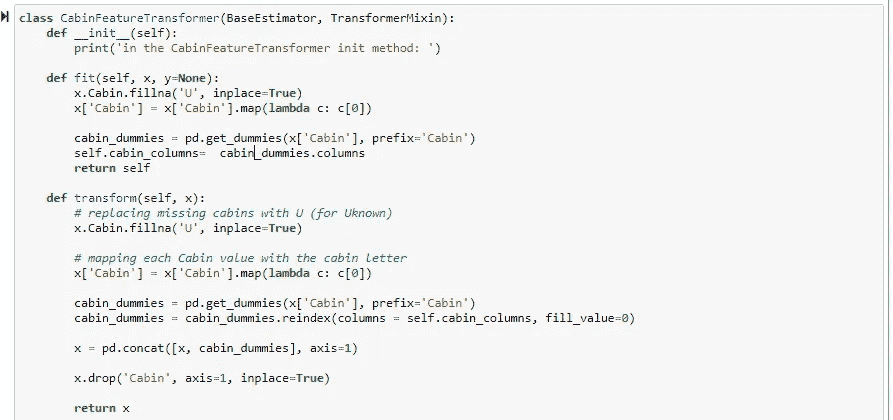 class CabinFeatureTransformer(BaseEstimator, TransformerMixin):
    def __init__(self):
        print('in the CabinFeatureTransformer init method: ')

    def fit(self, x, y=None):
        x.Cabin.fillna('U', inplace=True)
        x['Cabin'] = x['Cabin'].map(lambda c: c[0])

        cabin_dummies = pd.get_dummies(x['Cabin'], prefix='Cabin')
        self.cabin_columns=  cabin_dummies.columns
        return self

    def transform(self, x):
        # replacing missing cabins with U (for Uknown)
        x.Cabin.fillna('U', inplace=True)

        # mapping each Cabin value with the cabin letter
        x['Cabin'] = x['Cabin'].map(lambda c: c[0])

        cabin_dummies = pd.get_dummies(x['Cabin'], prefix='Cabin')
        cabin_dummies = cabin_dummies.reindex(columns = self.cabin_columns, fill_value=0)

        x = pd.concat([x, cabin_dummies], axis=1)

        x.drop('Cabin', axis=1, inplace=True)

        return x